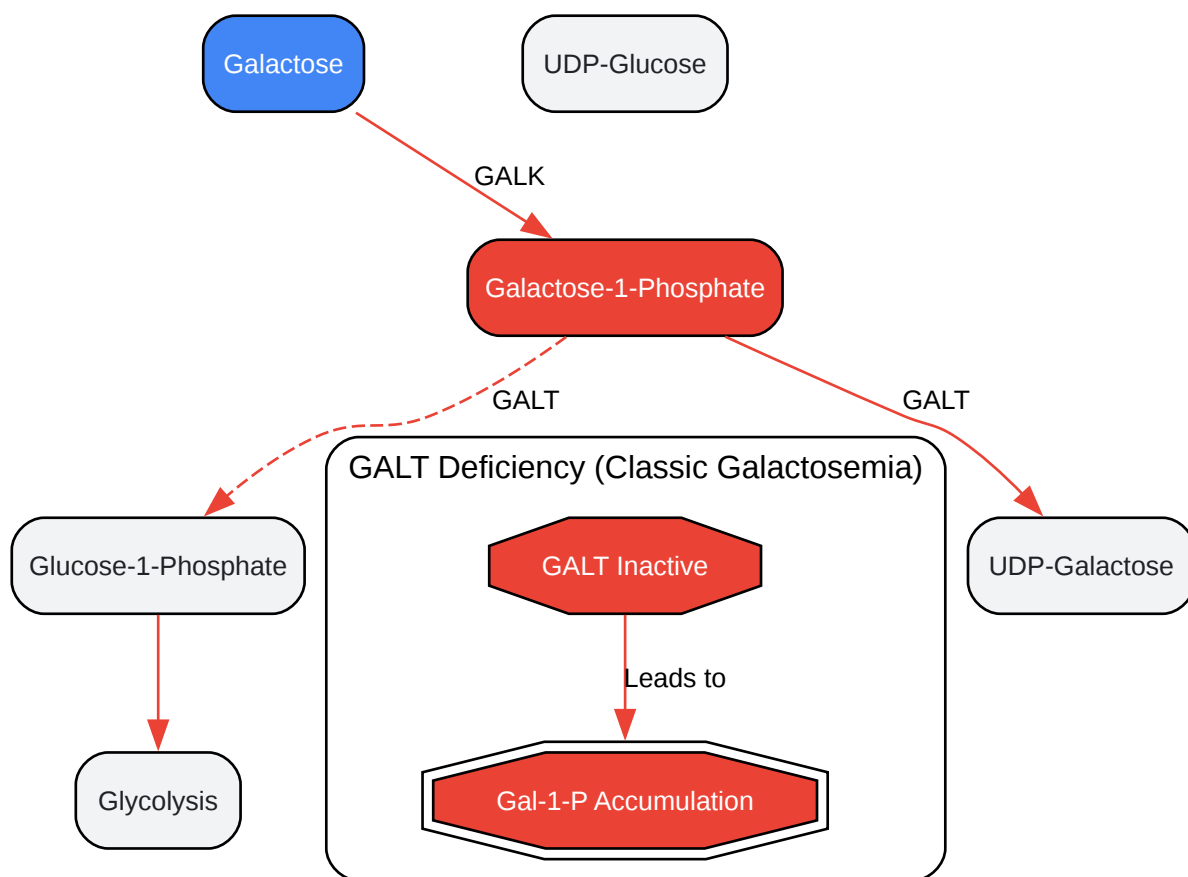 Galactose
UDP-Glucose
GALK
Galactose-1-Phosphate
GALT
GALT
GALT Deficiency (Classic Galactosemia)
Glucose-1-Phosphate
GALT Inactive
UDP-Galactose
Leads to
Glycolysis
Gal-1-P Accumulation